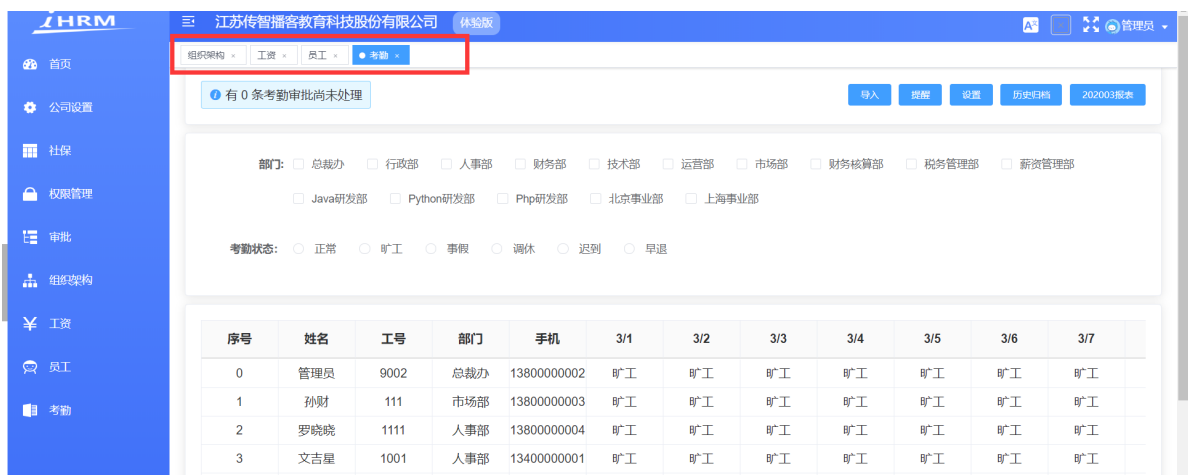 iHRM 江苏传智播客教育科技股份有限公司 体验版 管理员
组织架构 × 工资 × 员工 × 考勤 ×
首页
公司设置
社保
权限管理
审批
组织架构
工资
员工
考勤
有 0 条考勤审批尚未处理 导入 提醒 设置 历史归档 202003报表
部门: 总裁办 行政部 人事部 财务部 技术部 运营部 市场部 财务核算部 税务管理部 薪资管理部
Java研发部 Python研发部 Php研发部 北京事业部 上海事业部
考勤状态: 正常 旷工 事假 调休 迟到 早退
序号 姓名 工号 部门 手机 3/1 3/2 3/3 3/4 3/5 3/6 3/7
0 管理员 9002 总裁办 13800000002 旷工 旷工 旷工 旷工 旷工 旷工 旷工
1 孙财 111 市场部 13800000003 旷工 旷工 旷工 旷工 旷工 旷工 旷工
2 罗晓晓 1111 人事部 13800000004 旷工 旷工 旷工 旷工 旷工 旷工 旷工
3 文吉星 1001 人事部 13400000001 旷工 旷工 旷工 旷工 旷工 旷工 旷工